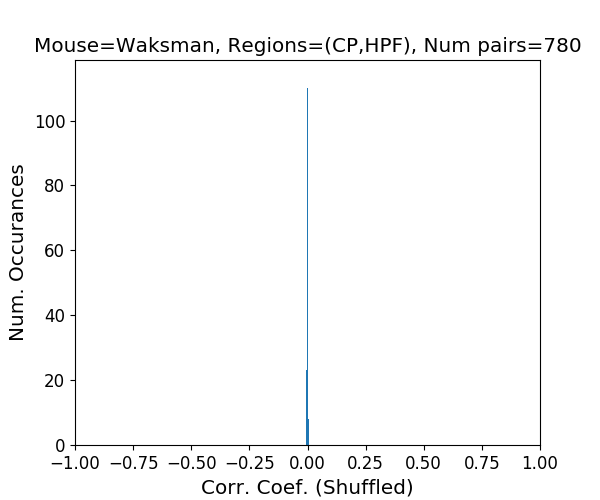 Mouse=Waksman, Regions=(CP,HPF), Num pairs=780
Num. Occurances
100
80
60
40
20
0
−1.00 −0.75 −0.50 −0.25 0.00 0.25 0.50 0.75 1.00
Corr. Coef. (Shuffled)